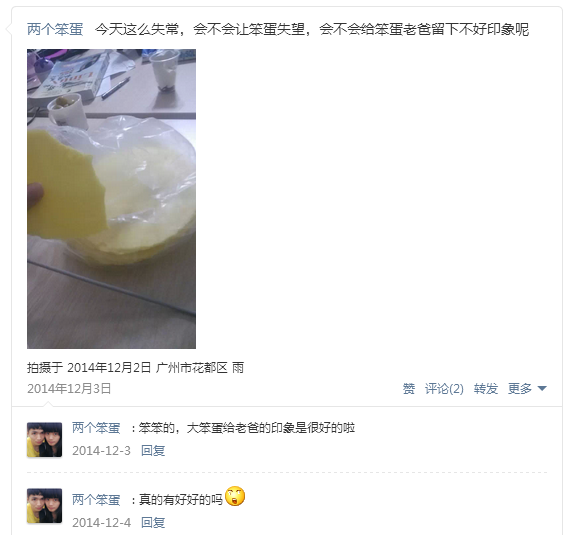 两个笨蛋 今天这么失常，会不会让笨蛋失望，会不会给笨蛋老爸留下不好印象呢
拍摄于 2014年12月2日 广州市花都区 雨
2014年12月3日 赞 评论(2) 转发 更多
两个笨蛋 : 笨笨的，大笨蛋给老爸的印象是很好的啦
2014-12-3 回复
两个笨蛋 : 真的有好好的吗
2014-12-4 回复